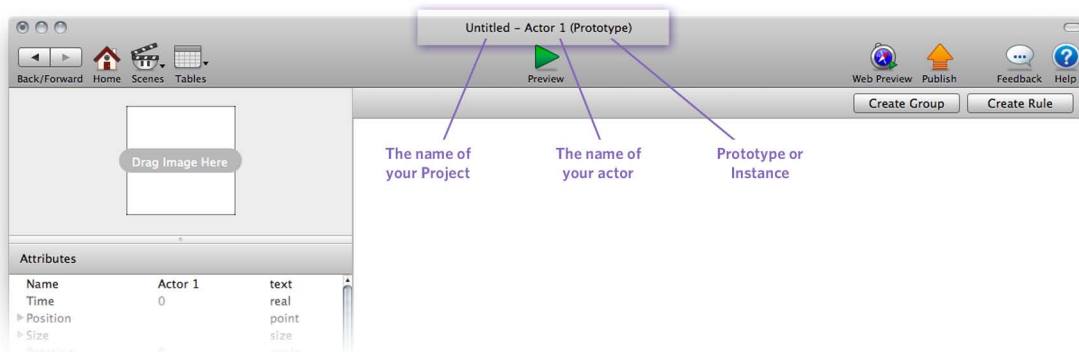 Untitled – Actor 1 (Prototype)
Back/Forward Home Scenes Tables
Preview
Web Preview Publish Feedback Help
Create Group Create Rule
Drag Image Here
The name of
your Project
The name of
your actor
Prototype or
Instance
Attributes
Name Actor 1 text
Time 0 real
Position point
Size size